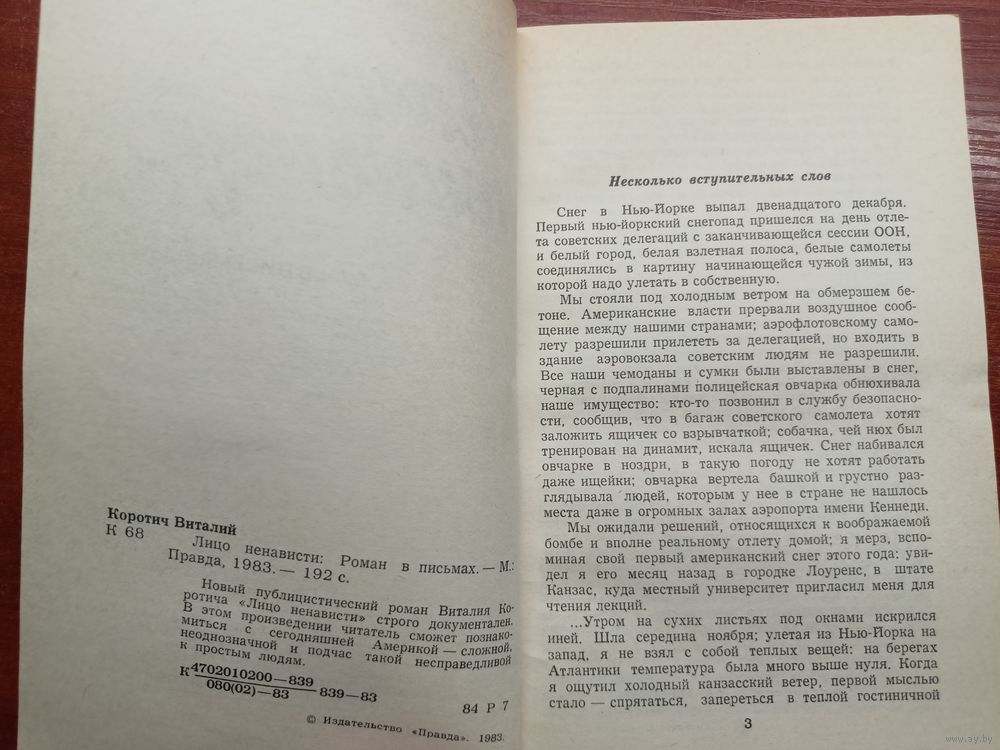 Коротич Виталий
К 68
Лицо ненависти: Роман в письмах. — М.:
Правда, 1983. — 192 с.
Новый публицистический роман Виталия Ко-
ротича «Лицо ненависти» строго документален.
В этом произведении читатель сможет познако-
миться с сегодняшней Америкой — сложной,
неоднозначной и подчас такой несправедливой
к простым людям.
К 4702010200—839 839—83
080(02)—83
84 Р 7
© Издательство «Правда». 1983.
Несколько вступительных слов
Снег в Нью-Йорке выпал двенадцатого декабря.
Первый нью-йоркский снегопад пришелся на день отле-
та советских делегаций с заканчивающейся сессии ООН,
и белый город, белая взлетная полоса, белые самолеты
соединялись в картину начинающейся чужой зимы, из
которой надо улетать в собственную.
Мы стояли под холодным ветром на обмерзшем бе-
тоне. Американские власти прервали воздушное сооб-
щение между нашими странами; аэрофлотовскому само-
лету разрешили прилететь за делегацией, но входить в
здание аэровокзала советским людям не разрешили.
Все наши чемоданы и сумки были выставлены в снег,
черная с подпалинами полицейская овчарка обнюхивала
наше имущество: кто-то позвонил в службу безопасно-
сти, сообщив, что в багаж советского самолета хотят
заложить ящичек со взрывчаткой; собачка, чей нюх был
тренирован на динамит, искала ящичек. Снег набивался
овчарке в ноздри, в такую погоду не хотят работать
даже ищейки; овчарка вертела башкой и грустно раз-
глядывала людей, которым у нее в стране не нашлось
места даже в огромных залах аэропорта имени Кеннеди.
Мы ожидали решений, относящихся к воображаемой
бомбе и вполне реальному отлету домой; я мерз, вспо-
миная свой первый американский снег этого года; уви-
дел я его месяц назад в городке Лоуренс, в штате
Канзас, куда местный университет пригласил меня для
чтения лекций.
...Утром на сухих листьях под окнами искрился
иней. Шла середина ноября; улетая из Нью-Йорка на
запад, я не взял с собой теплых вещей: на берегах
Атлантики температура была много выше нуля. Когда
я ощутил холодный канзасский ветер, первой мыслью
стало — спрятаться, запереться в теплой гостиничной
3
www.ay.by